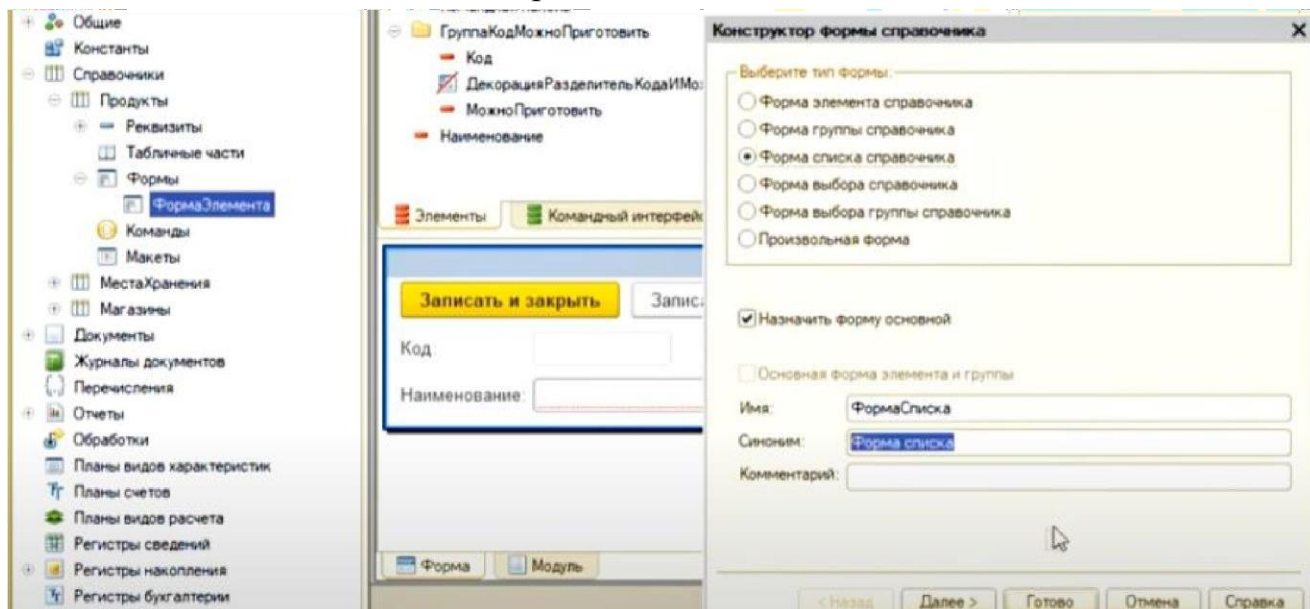 Общие
Константы
Справочники
Продукты
Реквизиты
Табличные части
Формы
ФормаЭлемента
Команды
Макеты
МестаХранения
Магазины
Документы
Журналы документов
Перечисления
Отчеты
Обработки
Планы видов характеристик
Планы счетов
Планы видов расчета
Регистры сведений
Регистры накопления
Регистры бухгалтерии
ГруппаКодМожноПриготовить
Код
ДекорацияРазделительКодаИМо
МожноПриготовить
Наименование
Элементы Командный интерфей
Записать и закрыть Запис
Код:
Наименование:
Форма Модуль
Конструктор формы справочника
Выберите тип формы:
Форма элемента справочника
Форма группы справочника
Форма списка справочника
Форма выбора справочника
Форма выбора группы справочника
Произвольная форма
Назначить форму основной
Основная форма элемента и группы
Имя: ФормаСписка
Синоним: Форма списка
Комментарий:
< Назад Далее > Готово Отмена Справка